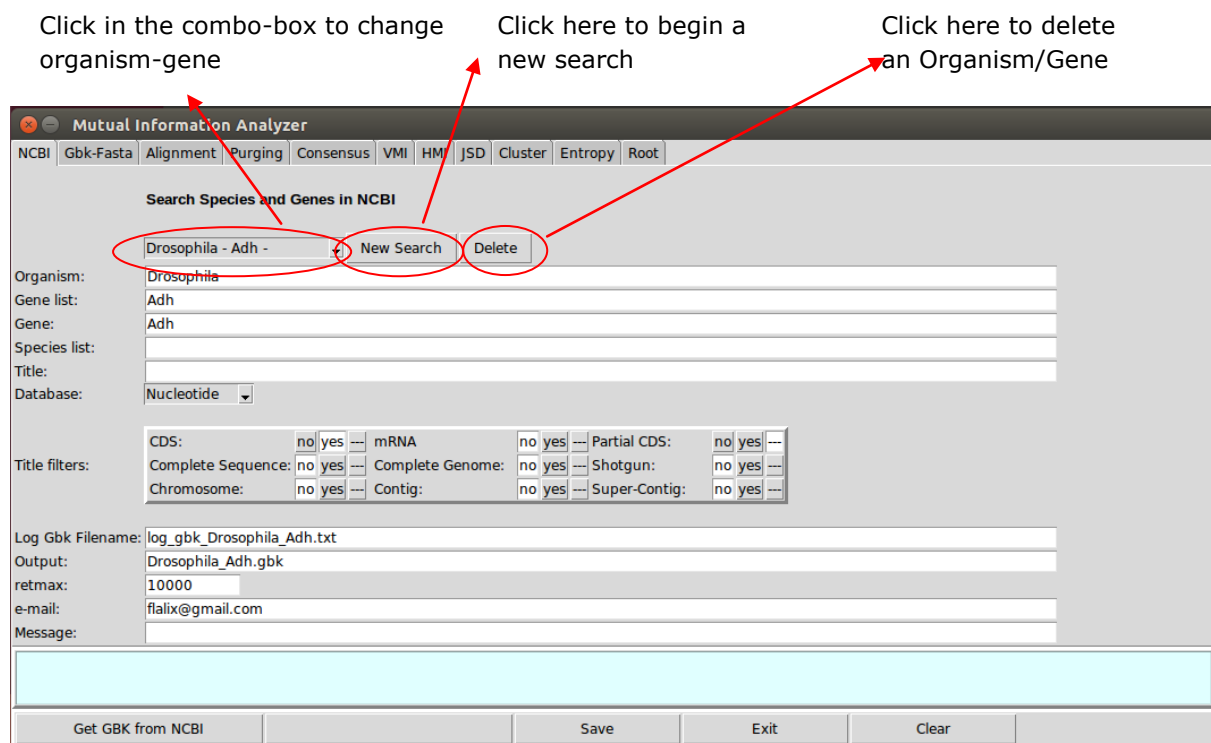 Click in the combo-box to change
organism-gene
Click here to begin a
new search
Click here to delete
an Organism/Gene
Mutual Information Analyzer
NCBI Gbk-Fasta Alignment Purging Consensus VMI HMI JSD Cluster Entropy Root
Search Species and Genes in NCBI
Drosophila - Adh - New Search Delete
Organism: Drosophila
Gene list: Adh
Gene: Adh
Species list:
Title:
Database: Nucleotide
Title filters:
CDS: no yes --- mRNA no yes --- Partial CDS: no yes ---
Complete Sequence: no yes --- Complete Genome: no yes --- Shotgun: no yes ---
Chromosome: no yes --- Contig: no yes --- Super-Contig: no yes ---
Log Gbk Filename: log_gbk_Drosophila_Adh.txt
Output: Drosophila_Adh.gbk
retmax: 10000
e-mail: flalix@gmail.com
Message:
Get GBK from NCBI Save Exit Clear